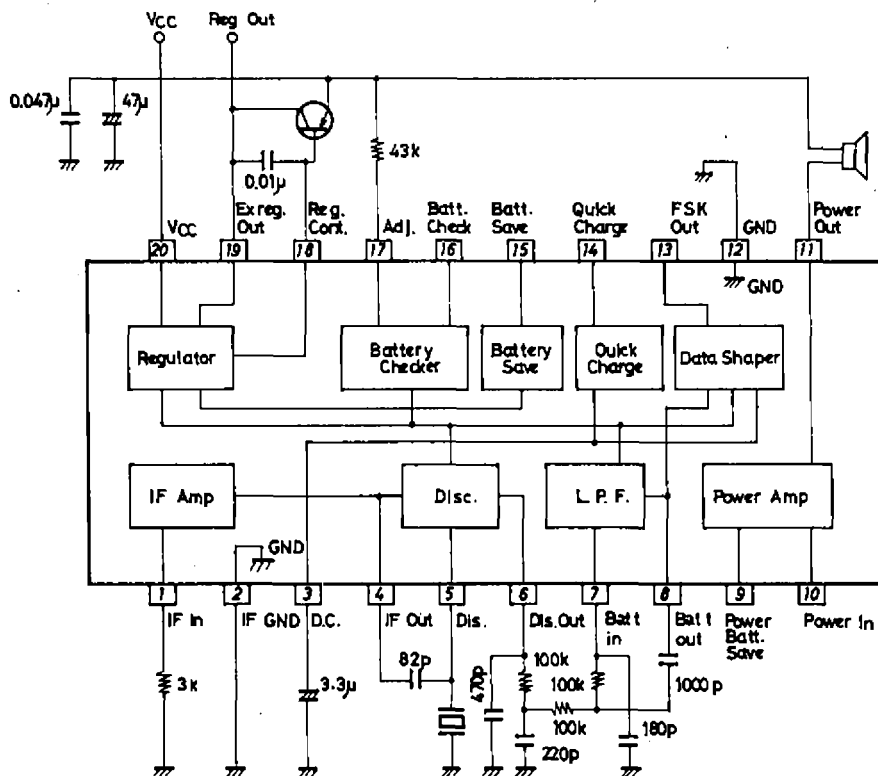 VCC Reg Out
0.047μ 47μ
43k
0.01μ
VCC
Exreg. Out
Reg. Cont.
Adj.
Batt. Check
Batt. Save
Quick Charge
FSK Out
GND
Power Out
20 19 18 17 16 15 14 13 12 11
GND
Regulator
Battery Checker
Battery Save
Quick Charge
Data Shaper
IF Amp
Disc.
L. P. F.
Power Amp
GND
1 2 3 4 5 6 7 8 9 10
IF In
IF GND
D.C.
IF Out
Dis.
Dis.Out
Batt in
Batt out
Power Batt. Save
Power In
3k
3.3μ
82p
470p
100k
100k
100k
220p
180p
1000p